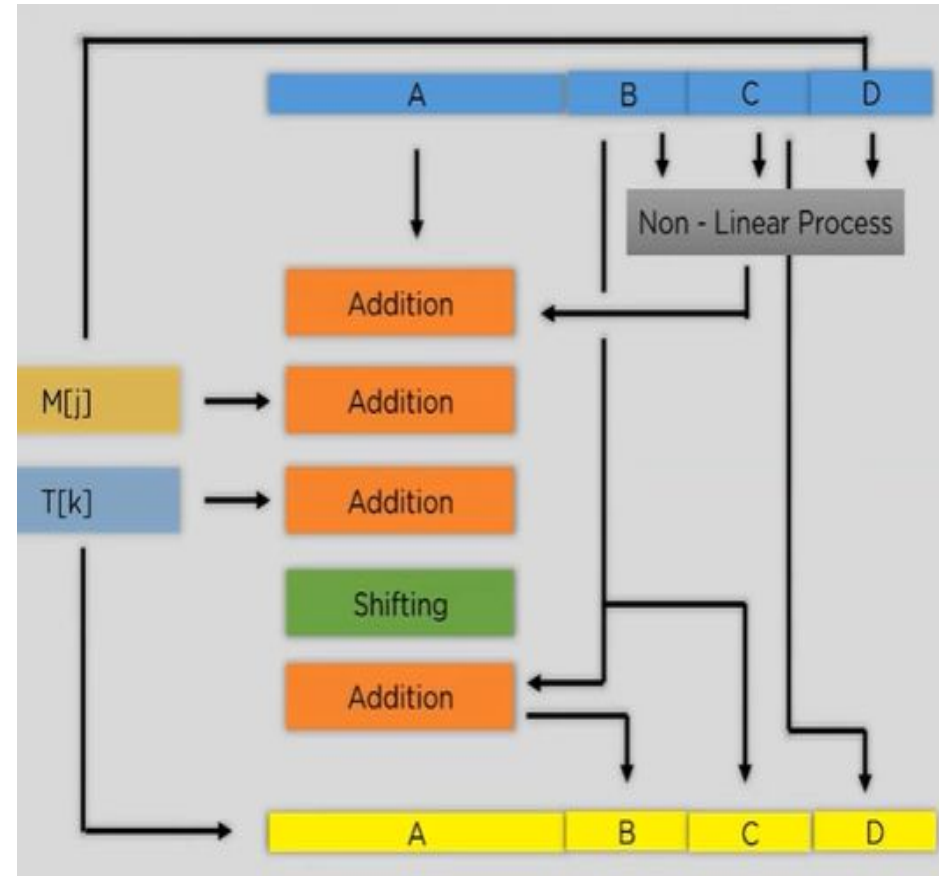 A B C D
Non - Linear Process
Addition
M[j] Addition
T[k] Addition
Shifting
Addition
A B C D